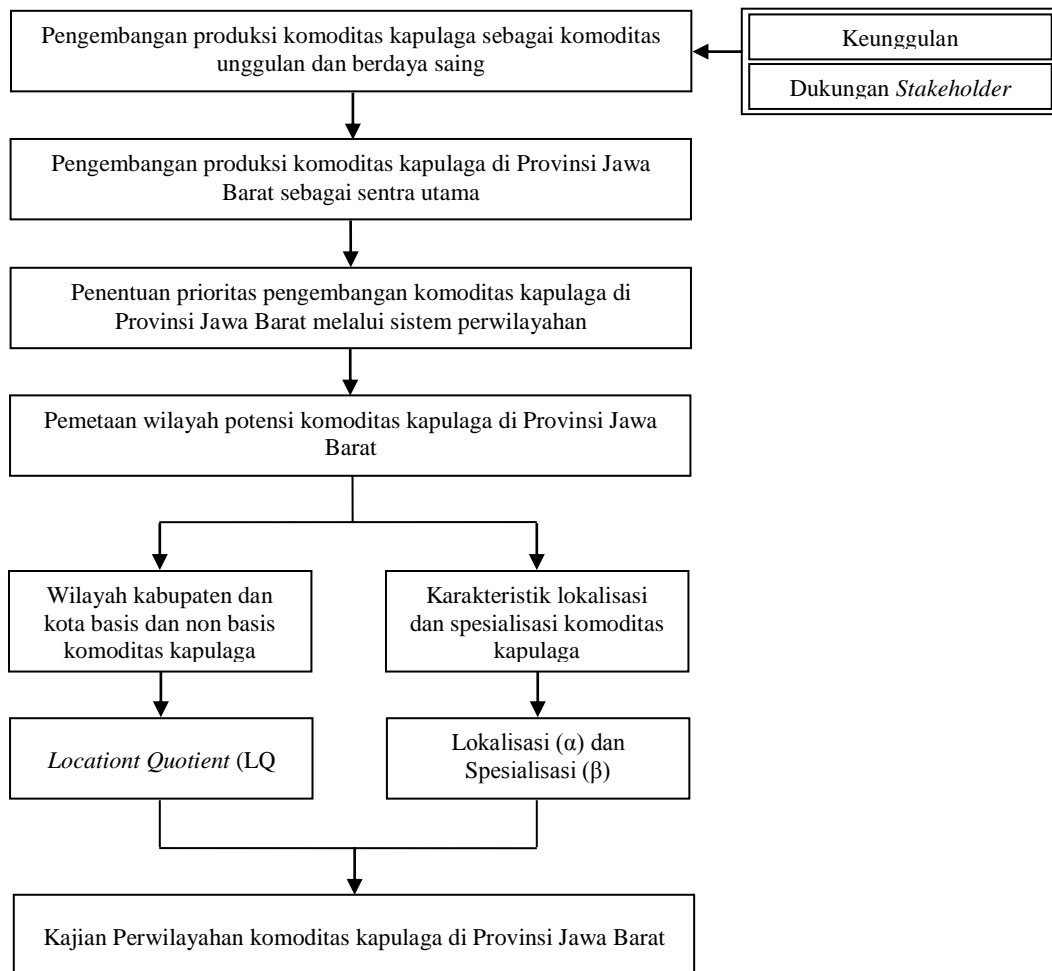 Pengembangan produksi komoditas kapulaga sebagai komoditas
unggulan dan berdaya saing
Keunggulan
Dukungan Stakeholder
Pengembangan produksi komoditas kapulaga di Provinsi Jawa
Barat sebagai sentra utama
Penentuan prioritas pengembangan komoditas kapulaga di
Provinsi Jawa Barat melalui sistem perwilayahan
Pemetaan wilayah potensi komoditas kapulaga di Provinsi Jawa
Barat
Wilayah kabupaten dan
kota basis dan non basis
komoditas kapulaga
Karakteristik lokalisasi
dan spesialisasi komoditas
kapulaga
Locationt Quotient (LQ
Lokalisasi (α) dan
Spesialisasi (β)
Kajian Perwilayahan komoditas kapulaga di Provinsi Jawa Barat